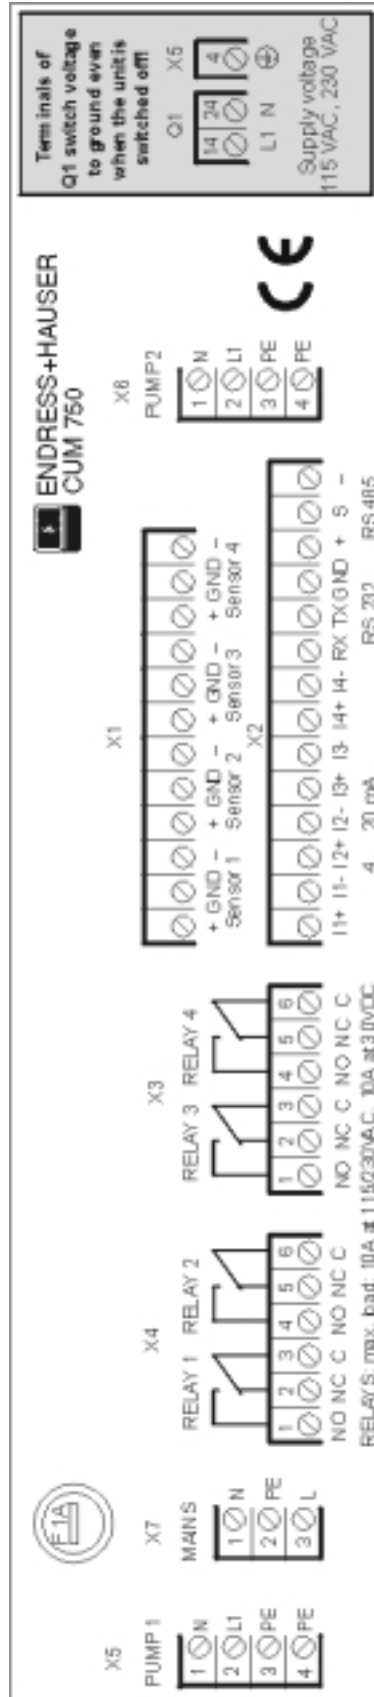 X5
PUMP 1
1 N
2 L1
3 PE
4 PE
F 1A
X7
MAINS
1 N
2 PE
3 L
X4
RELAY 1 RELAY 2
1 2 3 4 5 6
NO NC C NO NC C
X3
RELAY 3 RELAY 4
1 2 3 4 5 6
NO NC C NO NC C
RELAYS: max. load: 10A at 115/230VAC, 10A at 30VDC
X1
+ GND - + GND - + GND - + GND -
Sensor 1 Sensor 2 Sensor 3 Sensor 4
X2
I1+ I1- I2+ I2- I3+ I3- I4+ I4- RX TX GND + S -
4 20 mA RS 232 RS 485
ENDRESS+HAUSER
CUM 750
X6
PUMP 2
1 N
2 L1
3 PE
4 PE
CE
Terminals of
Q1 switch voltage
to ground even
when the unit is
switched off!
Q1 X5
14 24 4
L1 N
Supply voltage
115 VAC, 230 VAC